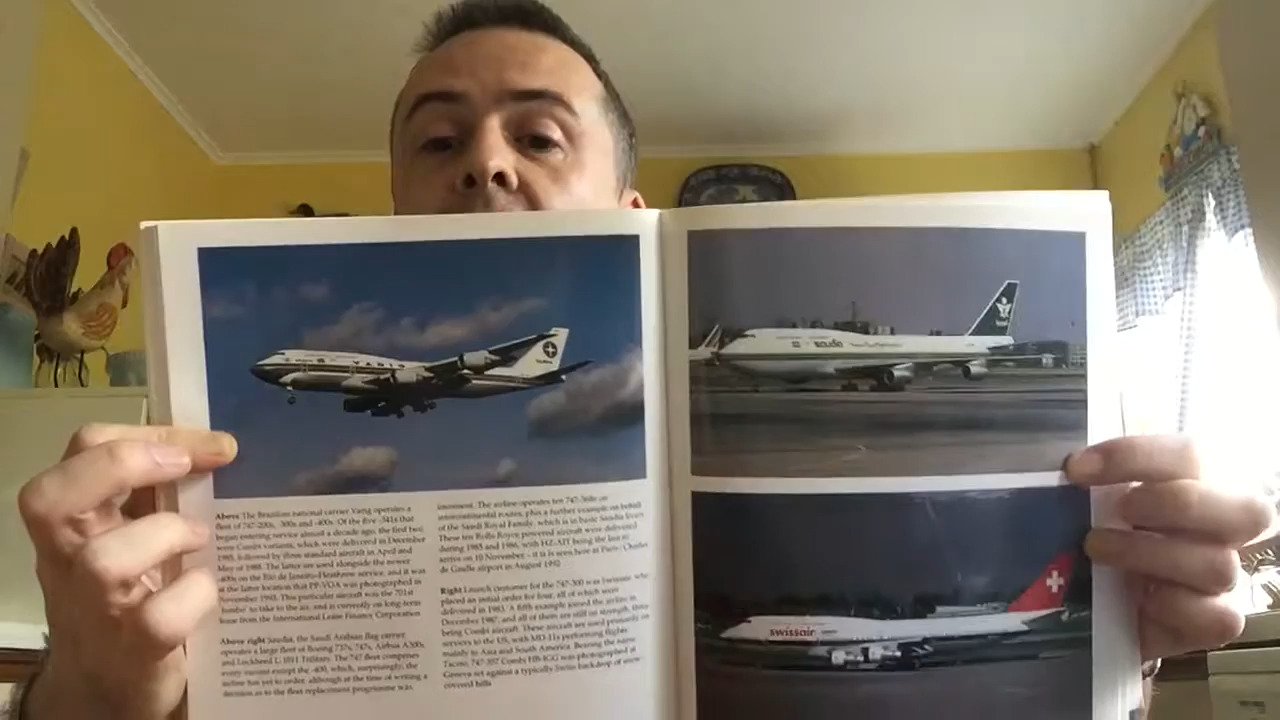 VARIG
saudia
swissair
Above The Brazilian national carrier Varig operates a
fleet of 747-200s, -300s and -400s. Of the five -341s that
began entering service almost a decade ago, the first two
were Combi variants, which were delivered in December
1985, followed by three standard aircraft in April and
May of 1988. The latter are used alongside the newer
-400s on the Rio de Janeiro-Heathrow service, and it was
at the latter location that PP-VOA was photographed in
November 1993. This particular aircraft was the 701st
'Jumbo' to take to the air, and is currently on long-term
lease from the International Lease Finance Corporation
Above right Saudia, the Saudi Arabian flag carrier
operates a large fleet of Boeing 737s, 747s, Airbus A300s
and Lockheed L-1011 TriStars. The 747 fleet comprises
every variant except the -400, which, surprisingly, the
airline has yet to order, although at the time of writing a
decision as to the fleet replacement programme was
imminent. The airline operates ten 747-368s on
intercontinental routes, plus a further example on behalf
of the Saudi Royal Family, which is in basic Saudia livery.
These ten Rolls Royce powered aircraft were delivered
during 1985 and 1986, with HZ-AIT being the last to
arrive on 10 November – it is seen here at Paris/Charles
de Gaulle airport in August 1992
Right Launch customer for the 747-300 was Swissair, who
placed an initial order for four, all of which were
delivered in 1983. A fifth example joined the airline in
December 1987, and all of them are still on strength, three
being Combi aircraft. These aircraft are used primarily on
services to the US, with MD-11s performing flights
mainly to Asia and South America. Bearing the name
747-357 Combi HB-IGG was photographed at
Geneva set against a typically Swiss backdrop of snow
covered hills